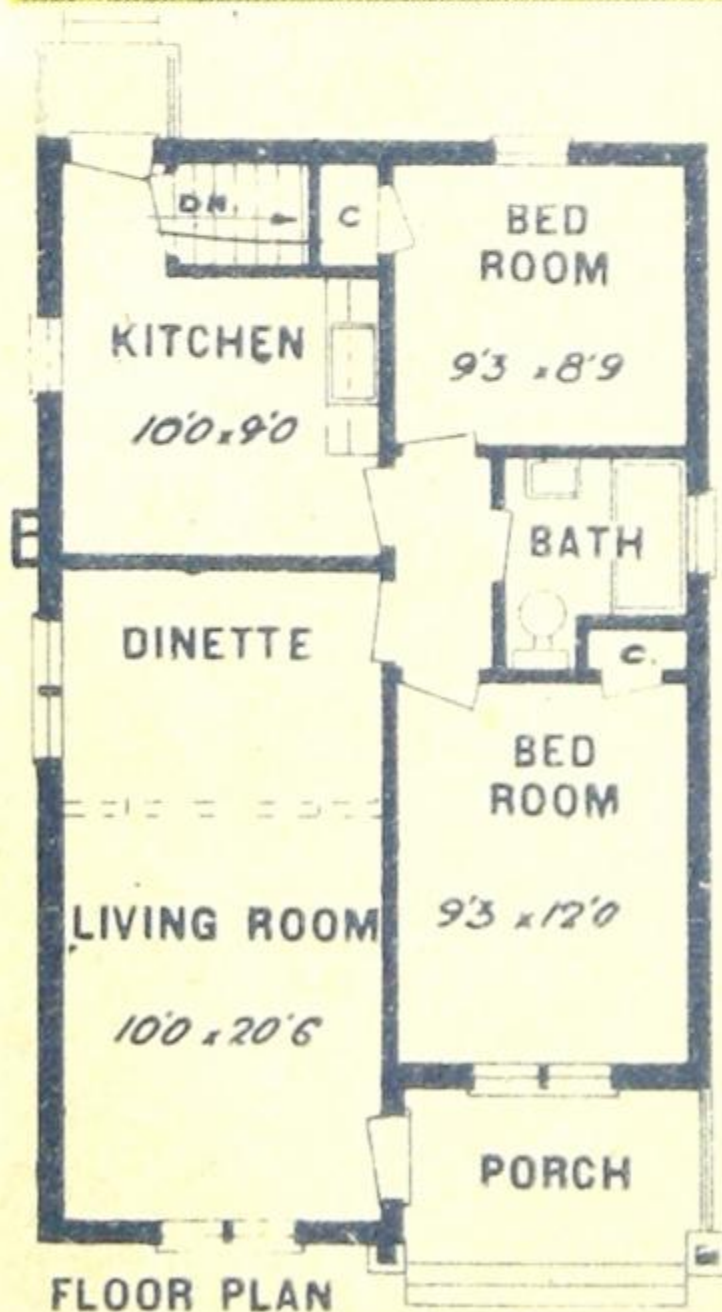 DN.
C
BED
ROOM
9'3 x 8'9
KITCHEN
10'0 x 9'0
BATH
DINETTE
C.
BED
ROOM
9'3 x 12'0
LIVING ROOM
10'0 x 20'6
PORCH
FLOOR PLAN